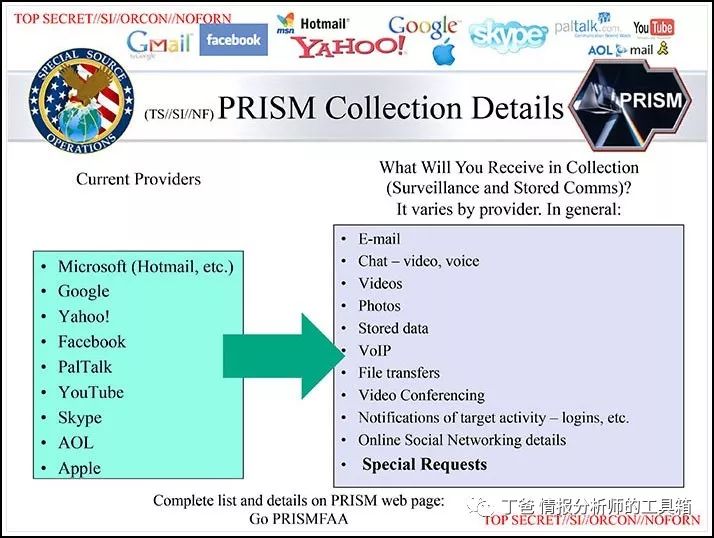 TOP SECRET//SI//ORCON//NOFORN
Gmail
by Google
facebook
msn
Hotmail
YAHOO!
Google
skype
paltalk.com
YouTube
AOL mail
SPECIAL SOURCE
OPERATIONS
(TS//SI//NF) PRISM Collection Details
PRISM
Current Providers
What Will You Receive in Collection
(Surveillance and Stored Comms)?
It varies by provider. In general:
• Microsoft (Hotmail, etc.)
• Google
• Yahoo!
• Facebook
• PalTalk
• YouTube
• Skype
• AOL
• Apple
• E-mail
• Chat – video, voice
• Videos
• Photos
• Stored data
• VoIP
• File transfers
• Video Conferencing
• Notifications of target activity – logins, etc.
• Online Social Networking details
• Special Requests
Complete list and details on PRISM web page:
Go PRISMFAA
丁爸 情报分析师的工具箱
TOP SECRET//SI//ORCON//NOFORN